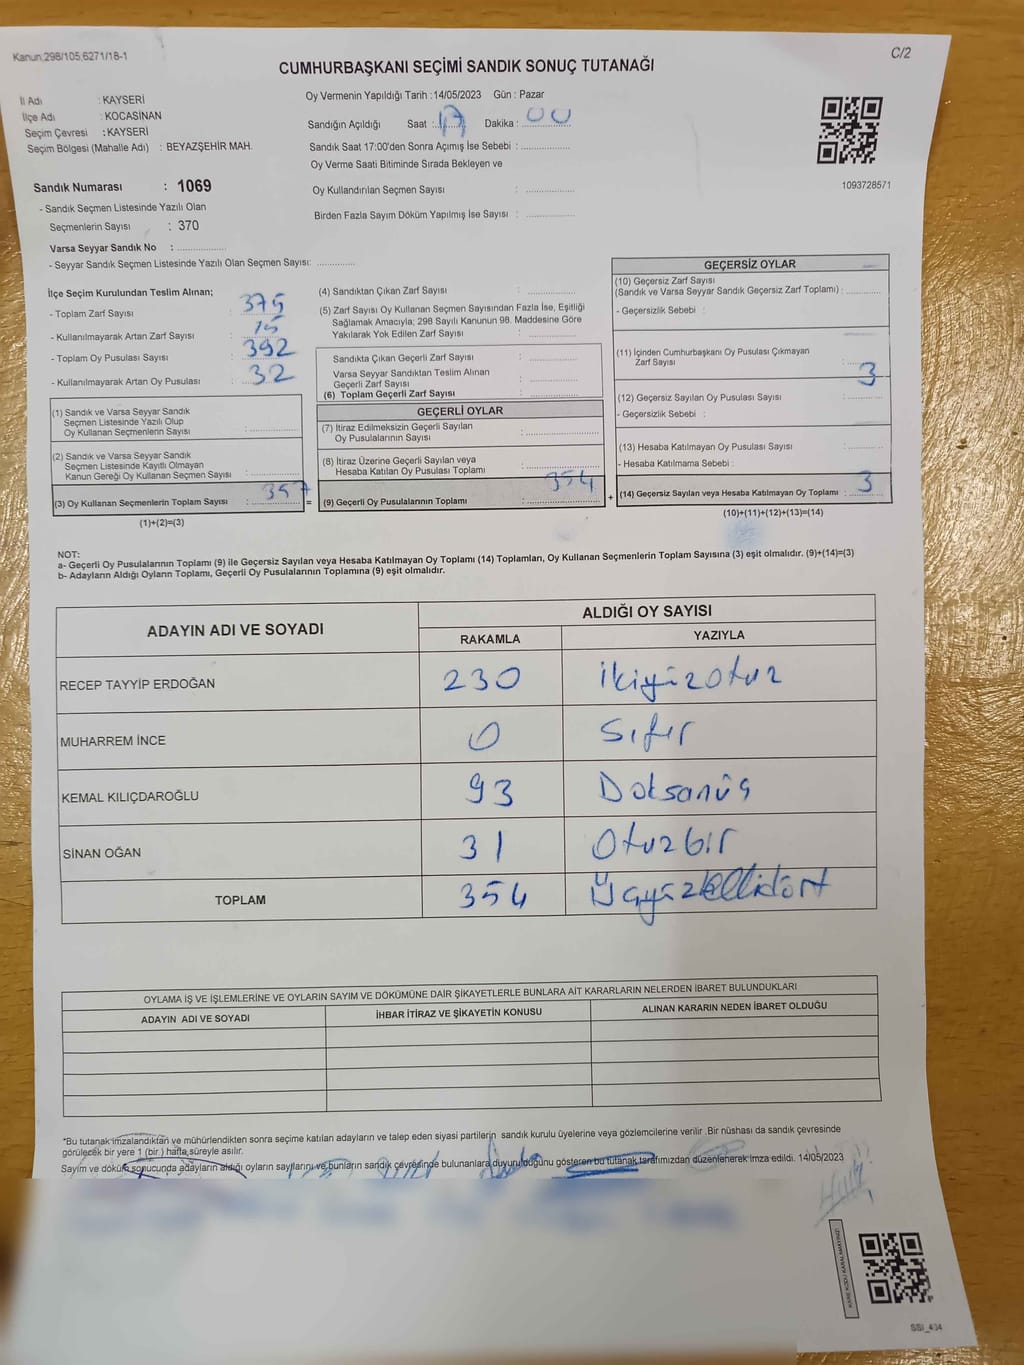 Kanun;298/105,6271/18-1
C/2
CUMHURBAŞKANI SEÇİMİ SANDIK SONUÇ TUTANAĞI
İl Adı : KAYSERİ
İlçe Adı : KOCASİNAN
Seçim Çevresi : KAYSERİ
Seçim Bölgesi (Mahalle Adı) : BEYAZŞEHİR MAH.
Oy Vermenin Yapıldığı Tarih :14/05/2023 Gün : Pazar
Sandığın Açıldığı Saat : 17 Dakika : 00
Sandık Saat 17:00'den Sonra Açımış İse Sebebi :
Oy Verme Saati Bitiminde Sırada Bekleyen ve
Oy Kullandırılan Seçmen Sayısı :
Birden Fazla Sayım Döküm Yapılmış İse Sayısı :
1093728571
Sandık Numarası : 1069
- Sandık Seçmen Listesinde Yazılı Olan
Seçmenlerin Sayısı : 370
Varsa Seyyar Sandık No :
- Seyyar Sandık Seçmen Listesinde Yazılı Olan Seçmen Sayısı:
İlçe Seçim Kurulundan Teslim Alınan;
- Toplam Zarf Sayısı : 375
- Kullanılmayarak Artan Zarf Sayısı : 15
- Toplam Oy Pusulası Sayısı : 392
- Kullanılmayarak Artan Oy Pusulası : 32
(1) Sandık ve Varsa Seyyar Sandık
Seçmen Listesinde Yazılı Olup
Oy Kullanan Seçmenlerin Sayısı :
(2) Sandık ve Varsa Seyyar Sandık
Seçmen Listesinde Kayıtlı Olmayan
Kanun Gereği Oy Kullanan Seçmen Sayısı :
(3) Oy Kullanan Seçmenlerin Toplam Sayısı : 357 =
(1)+(2)=(3)
(4) Sandıktan Çıkan Zarf Sayısı :
(5) Zarf Sayısı Oy Kullanan Seçmen Sayısından Fazla İse, Eşitliği
Sağlamak Amacıyla; 298 Sayılı Kanunun 98. Maddesine Göre
Yakılarak Yok Edilen Zarf Sayısı :
Sandıkta Çıkan Geçerli Zarf Sayısı :
Varsa Seyyar Sandıktan Teslim Alınan
Geçerli Zarf Sayısı :
(6) Toplam Geçerli Zarf Sayısı :
GEÇERLİ OYLAR
(7) İtiraz Edilmeksizin Geçerli Sayılan
Oy Pusulalarının Sayısı :
(8) İtiraz Üzerine Geçerli Sayılan veya
Hesaba Katılan Oy Pusulası Toplamı :
(9) Geçerli Oy Pusulalarının Toplamı : 354 +
GEÇERSİZ OYLAR
(10) Geçersiz Zarf Sayısı
(Sandık ve Varsa Seyyar Sandık Geçersiz Zarf Toplamı) :
- Geçersizlik Sebebi :
(11) İçinden Cumhurbaşkanı Oy Pusulası Çıkmayan
Zarf Sayısı : 3
(12) Geçersiz Sayılan Oy Pusulası Sayısı :
- Geçersizlik Sebebi :
(13) Hesaba Katılmayan Oy Pusulası Sayısı :
- Hesaba Katılmama Sebebi :
(14) Geçersiz Sayılan veya Hesaba Katılmayan Oy Toplamı : 3
(10)+(11)+(12)+(13)=(14)
NOT:
a- Geçerli Oy Pusulalarının Toplamı (9) ile Geçersiz Sayılan veya Hesaba Katılmayan Oy Toplamı (14) Toplamları, Oy Kullanan Seçmenlerin Toplam Sayısına (3) eşit olmalıdır. (9)+(14)=(3)
b- Adayların Aldığı Oyların Toplamı, Geçerli Oy Pusulalarının Toplamına (9) eşit olmalıdır.
ADAYIN ADI VE SOYADI ALDIĞI OY SAYISI
RAKAMLA YAZIYLA
RECEP TAYYİP ERDOĞAN 230 ikiyüzotuz
MUHARREM İNCE 0 Sıfır
KEMAL KILIÇDAROĞLU 93 Doksanüç
SİNAN OĞAN 31 Otuzbir
TOPLAM 354 Üçyüzellidört
OYLAMA İŞ VE İŞLEMLERİNE VE OYLARIN SAYIM VE DÖKÜMÜNE DAİR ŞİKAYETLERLE BUNLARA AİT KARARLARIN NELERDEN İBARET BULUNDUKLARI
ADAYIN ADI VE SOYADI İHBAR İTİRAZ VE ŞİKAYETİN KONUSU ALINAN KARARIN NEDEN İBARET OLDUĞU
*Bu tutanak imzalandıktan ve mühürlendikten sonra seçime katılan adayların ve talep eden siyasi partilerin sandık kurulu üyelerine veya gözlemcilerine verilir .Bir nüshası da sandık çevresinde
görülecek bir yere 1 (bir ) hafta süreyle asılır.
Sayım ve döküm sonucunda adayların aldığı oyların sayılarını ve bunların sandık çevresinde bulunanlara duyurulduğunu gösteren bu tutanak tarafımızdan düzenlenerek imza edildi. 14/05/2023
SSI_434